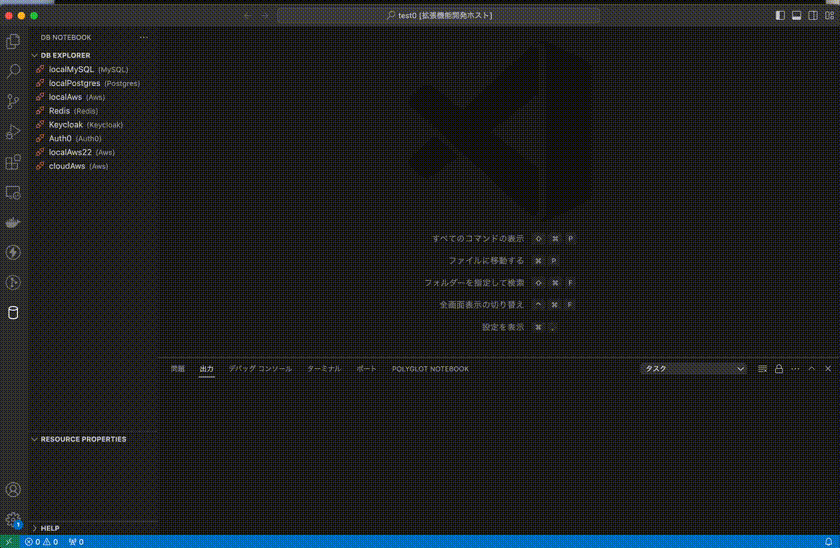 test0 [拡張機能開発ホスト]
DB NOTEBOOK ···
DB EXPLORER
localMySQL (MySQL)
localPostgres (Postgres)
localAws (Aws)
Redis (Redis)
Keycloak (Keycloak)
Auth0 (Auth0)
localAws22 (Aws)
cloudAws (Aws)
すべてのコマンドの表示 ⇧ ⌘ P
ファイルに移動する ⌘ P
フォルダーを指定して検索 ⇧ ⌘ F
全画面表示の切り替え ^ ⌘ F
設定を表示 ⌘ ,
問題 出力 デバッグ コンソール ターミナル ポート POLYGLOT NOTEBOOK タスク ···
RESOURCE PROPERTIES
HELP
1
0 0 0